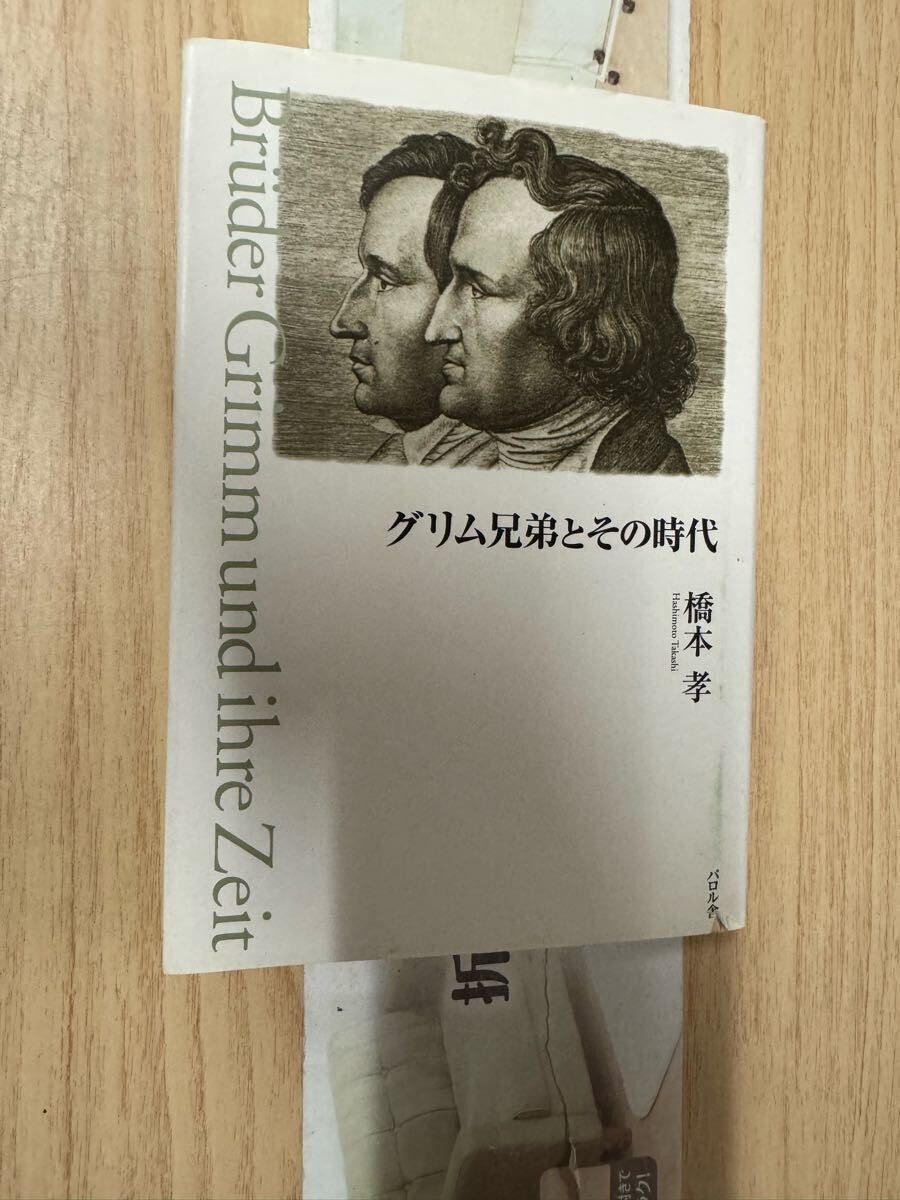 Brüder Grimm und ihre Zeit
グリム兄弟とその時代
橋本 孝
Hashimoto Takashi
パロル舎
折